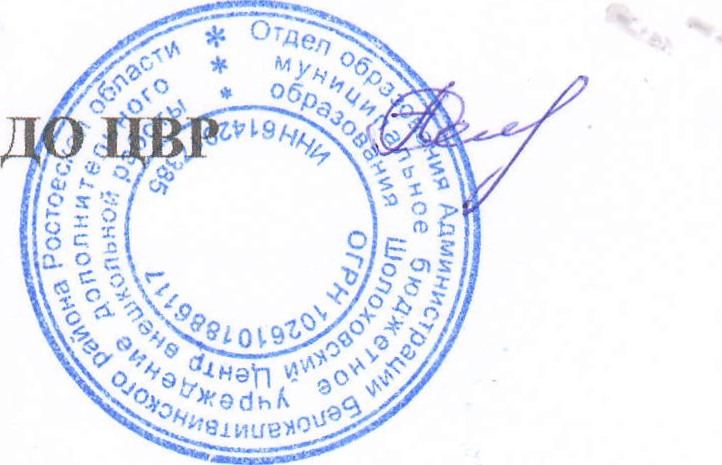 ДО ЦВР
Отдел образования Администрации Белокалитвинского района Ростовской области
муниципальное бюджетное учреждение дополнительного
образования Шолоховский Центр внешкольной работы
ОГРН 1026101886117
ИНН